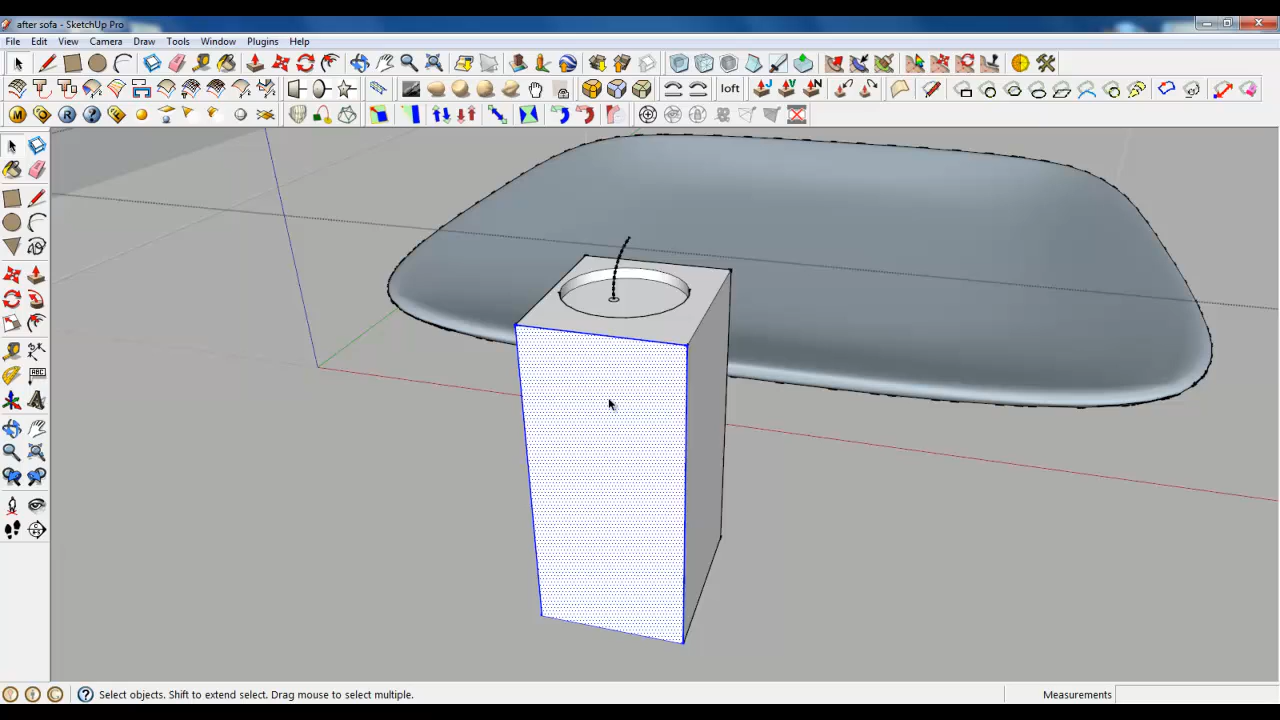 after sofa - SketchUp Pro
File Edit View Camera Draw Tools Window Plugins Help
loft
M O R ?
ABC
Select objects. Shift to extend select. Drag mouse to select multiple.
Measurements